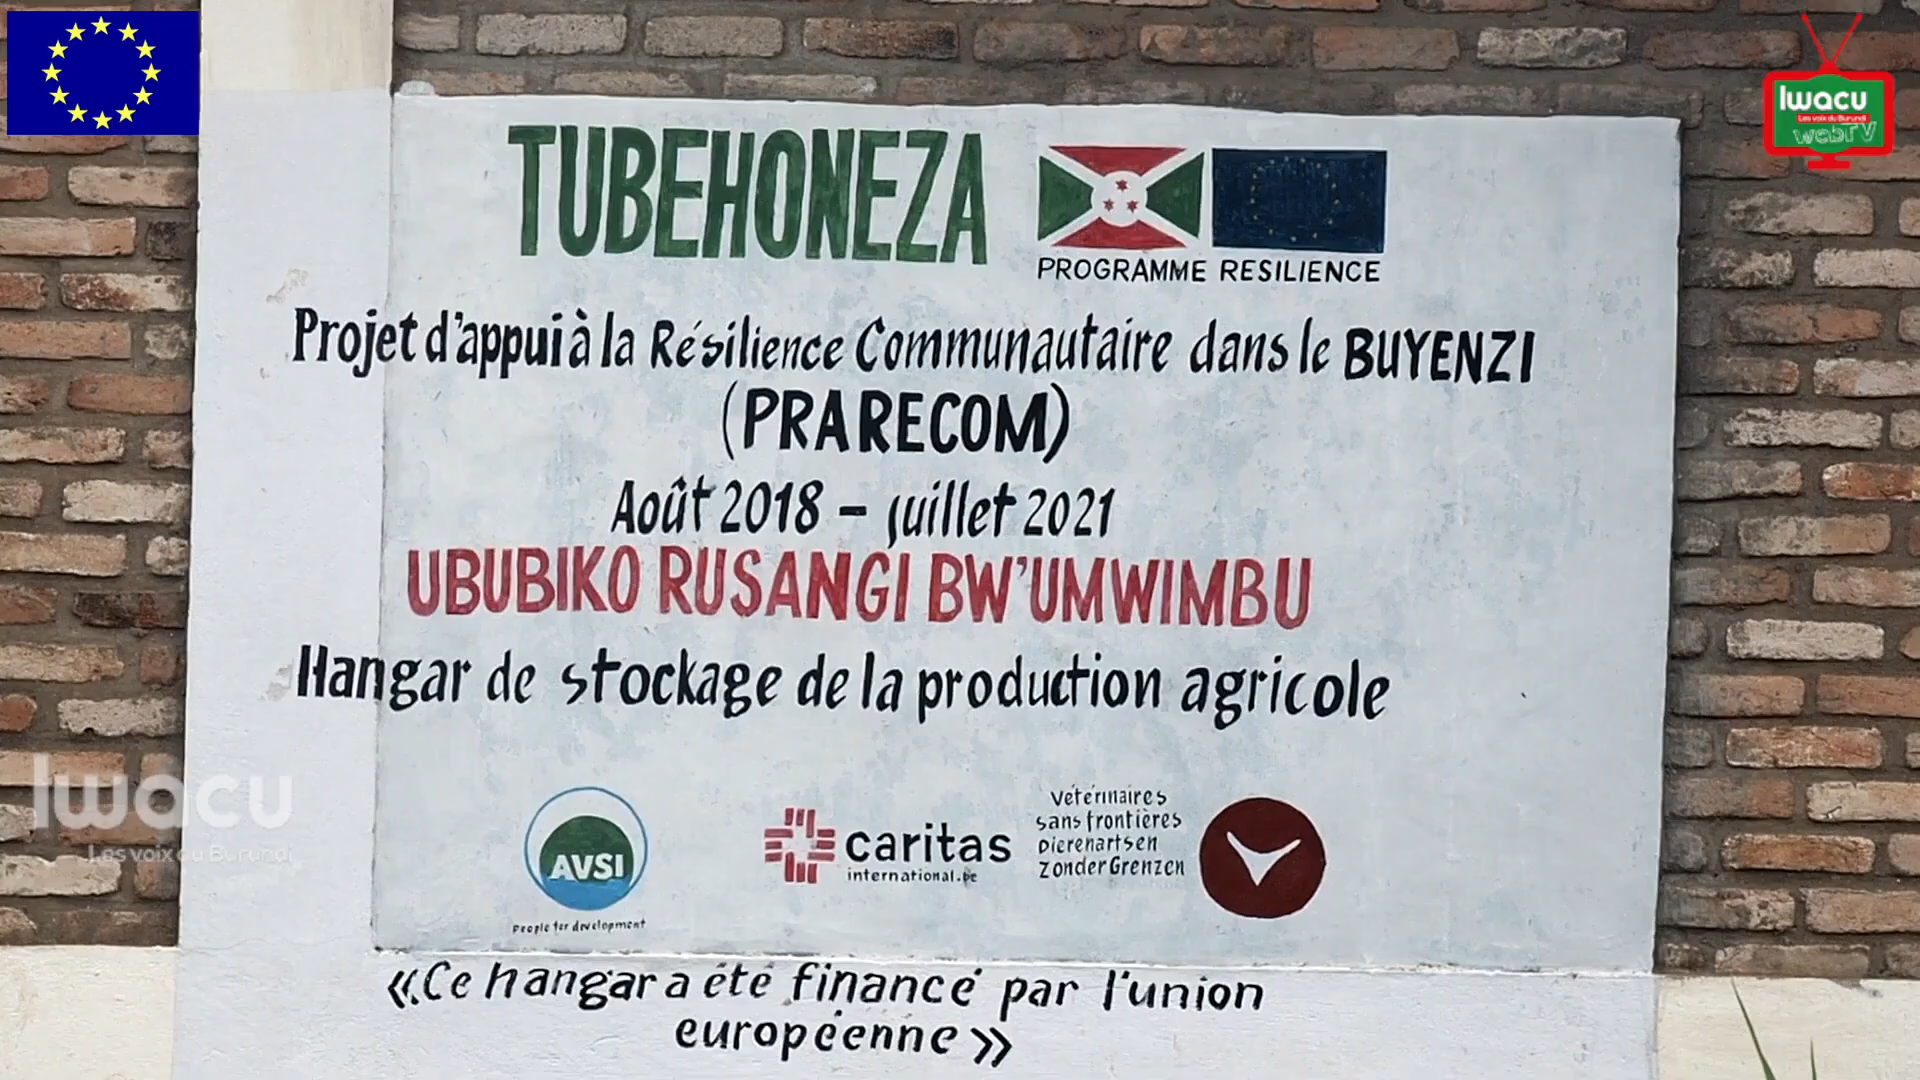 Iwacu
Les voix du Burundi
webTV
TUBEHONEZA
PROGRAMME RESILIENCE
Projet d'appui à la Résilience Communautaire dans le BUYENZI
(PRARECOM)
Août 2018 - juillet 2021
UBUBIKO RUSANGI BW'UMWIMBU
Hangar de stockage de la production agricole
Iwacu
Les voix du Burundi
AVSI
People for development
caritas
international.be
Vétérinaires
sans frontières
Dierenartsen
Zonder Grenzen
«Ce hangar a été financé par l'union
européenne»